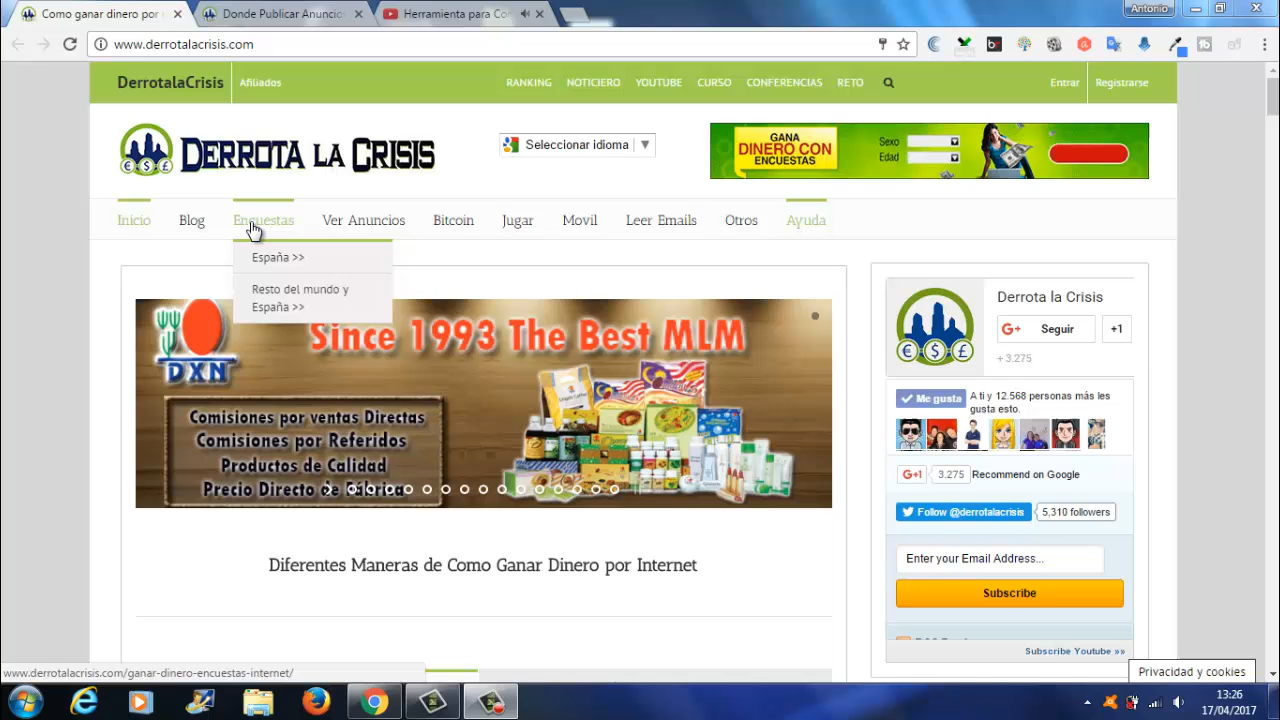 Como ganar dinero por
Donde Publicar Anuncio
Herramienta para Co
Antonio
www.derrotalacrisis.com
DerrotalaCrisis
Afiliados
RANKING
NOTICIERO
YOUTUBE
CURSO
CONFERENCIAS
RETO
Entrar
Registrarse
DERROTA LA CRISIS
Seleccionar idioma
GANA
DINERO CON
ENCUESTAS
Sexo
Edad
Inicio
Blog
Encuestas
Ver Anuncios
Bitcoin
Jugar
Movil
Leer Emails
Otros
Ayuda
España >>
Resto del mundo y
España >>
DXN
Since 1993 The Best MLM
Comisiones por ventas Directas
Comisiones por Referidos
Productos de Calidad
Precio Directo de Fabrica
Diferentes Maneras de Como Ganar Dinero por Internet
Derrota la Crisis
G+ Seguir
+1
+ 3.275
Me gusta
A ti y 12.568 personas más les
gusta esto.
G+1
3.275
Recommend on Google
Follow @derrotalacrisis
5,310 followers
Enter your Email Address...
Subscribe
Subscribe Youtube »»
Privacidad y cookies
www.derrotalacrisis.com/ganar-dinero-encuestas-internet/
13:26
17/04/2017